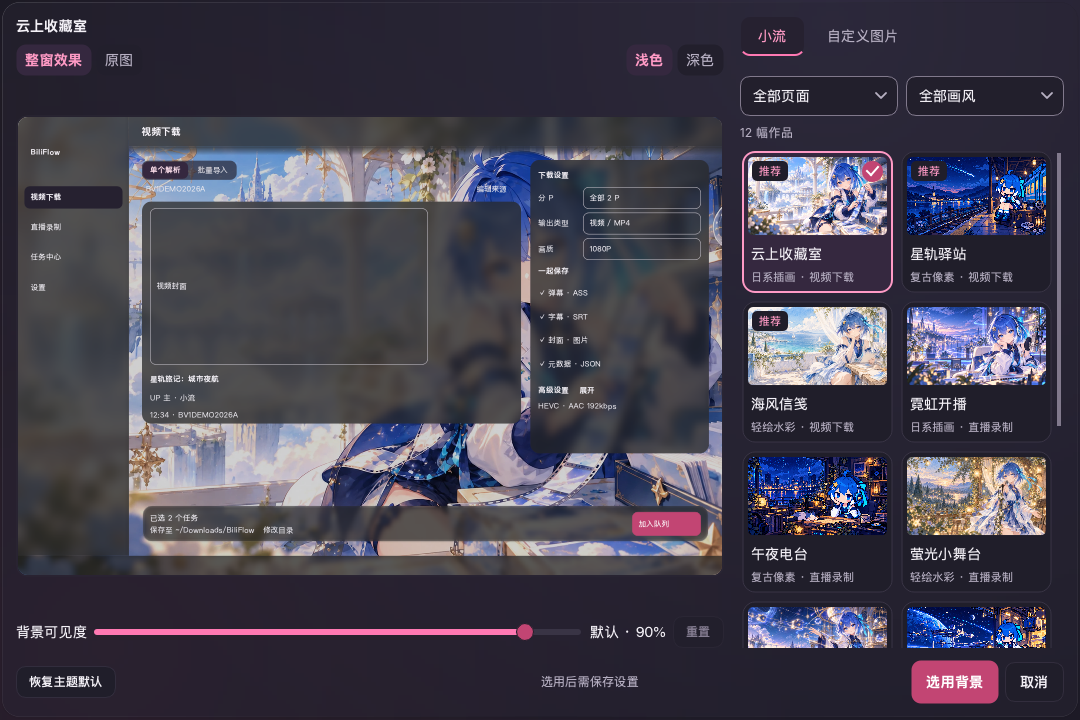 云上收藏室
整窗效果 原图
浅色 深色
BiliFlow
视频下载
直播录制
任务中心
设置
视频下载
单个解析 批量导入
BV1DEMO2026A 编辑来源
视频封面
星轨旅记：城市夜航
UP 主 · 小流
12:34 · BV1DEMO2026A
下载设置
分 P 全部 2 P
输出类型 视频 / MP4
画质 1080P
一起保存
✓ 弹幕 · ASS
✓ 字幕 · SRT
✓ 封面 · 图片
✓ 元数据 · JSON
高级设置 展开
HEVC · AAC 192kbps
已选 2 个任务
保存至 ~/Downloads/BiliFlow 修改目录
加入队列
背景可见度 默认 · 90% 重置
恢复主题默认
选用后需保存设置
小流 自定义图片
全部页面 全部画风
12 幅作品
推荐
云上收藏室
日系插画 · 视频下载
推荐
星轨驿站
复古像素 · 视频下载
推荐
海风信笺
轻绘水彩 · 视频下载
霓虹开播
日系插画 · 直播录制
午夜电台
复古像素 · 直播录制
萤光小舞台
轻绘水彩 · 直播录制
选用背景 取消